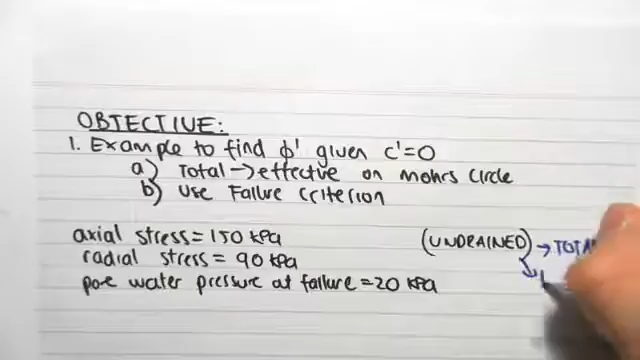 OBJECTIVE:
1. Example to find φ' given c'=0
a) Total → effective on mohrs circle
b) Use Failure criterion
axial stress = 150 kPa
radial stress = 90 kPa
pore water pressure at failure = 20 kPa
(UNDRAINED) →